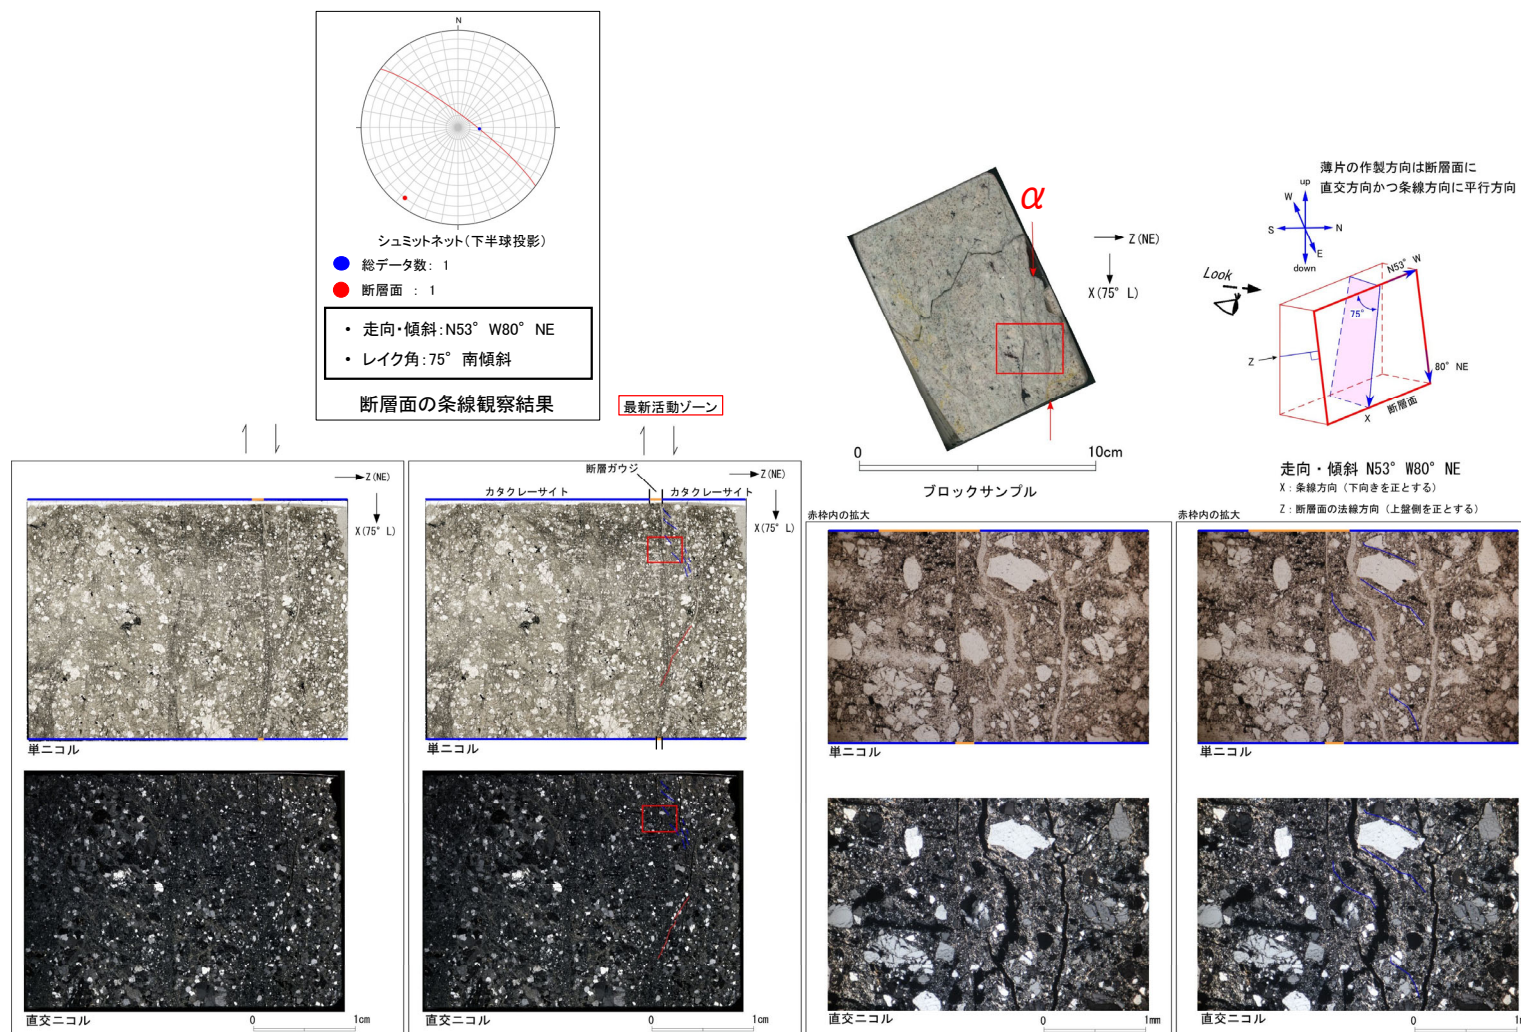 N
シュミットネット(下半球投影)
総データ数： 1
断層面 ： 1
・ 走向・傾斜：N53° W80° NE
・ レイク角：75° 南傾斜
断層面の条線観察結果
最新活動ゾーン
Z(NE)
X(75° L)
単ニコル
直交ニコル
0 1cm
断層ガウジ
カタクレーサイト
カタクレーサイト
Z(NE)
X(75° L)
単ニコル
直交ニコル
0 1cm
α
Z(NE)
X(75° L)
0 10cm
ブロックサンプル
薄片の作製方向は断層面に
直交方向かつ条線方向に平行方向
up
W
S
N
E
down
Look
N53° W
75°
Z
80° NE
X
断層面
走向・傾斜 N53° W80° NE
X：条線方向（下向きを正とする）
Z：断層面の法線方向（上盤側を正とする）
赤枠内の拡大
単ニコル
直交ニコル
0 1mm
赤枠内の拡大
単ニコル
直交ニコル
0